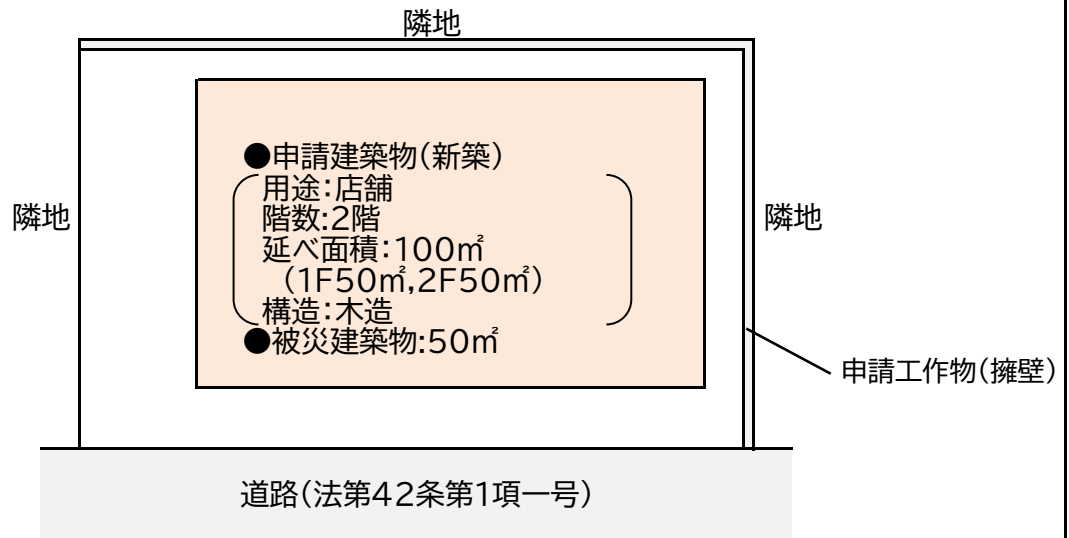 隣地
●申請建築物(新築)
用途:店舗
階数:2階
延べ面積:100㎡
(1F50㎡,2F50㎡)
構造:木造
●被災建築物:50㎡
隣地
隣地
申請工作物(擁壁)
道路(法第42条第1項一号)